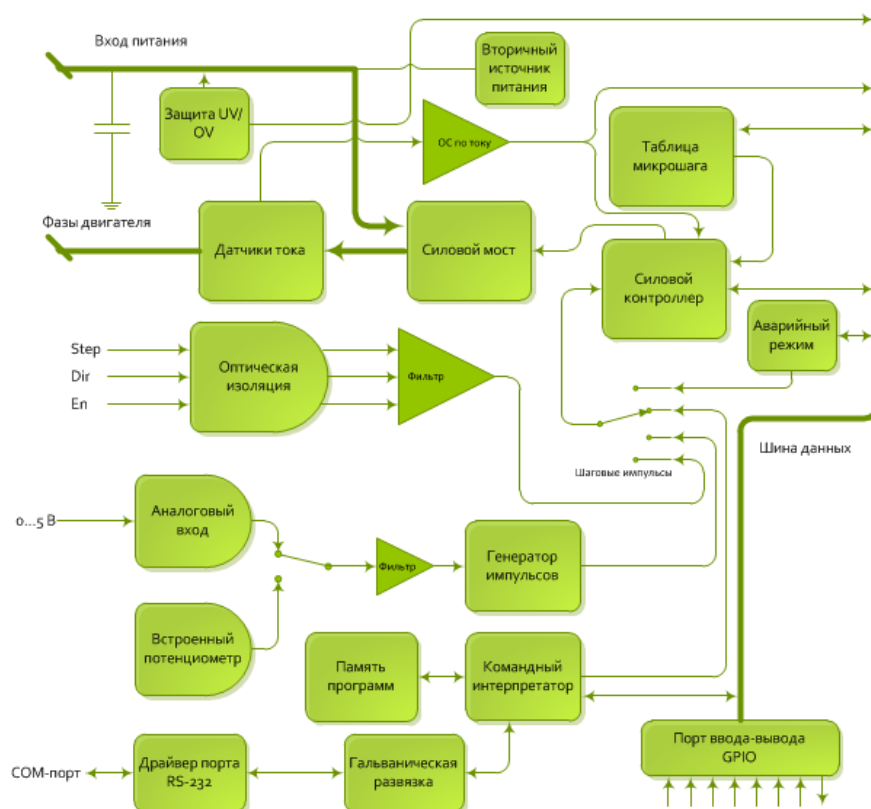 Вход питания
Вторичный
источник
питания
Защита UV/
OV
ОС по току
Таблица
микрошага
Фазы двигателя
Датчики тока
Силовой мост
Силовой
контроллер
Аварийный
режим
Step
Dir
En
Оптическая
изоляция
Фильтр
Шина данных
Шаговые импульсы
0...5 В
Аналоговый
вход
Фильтр
Генератор
импульсов
Встроенный
потенциометр
Память
программ
Командный
интерпретатор
Порт ввода-вывода
GPIO
COM-порт
Драйвер порта
RS-232
Гальваническая
развязка